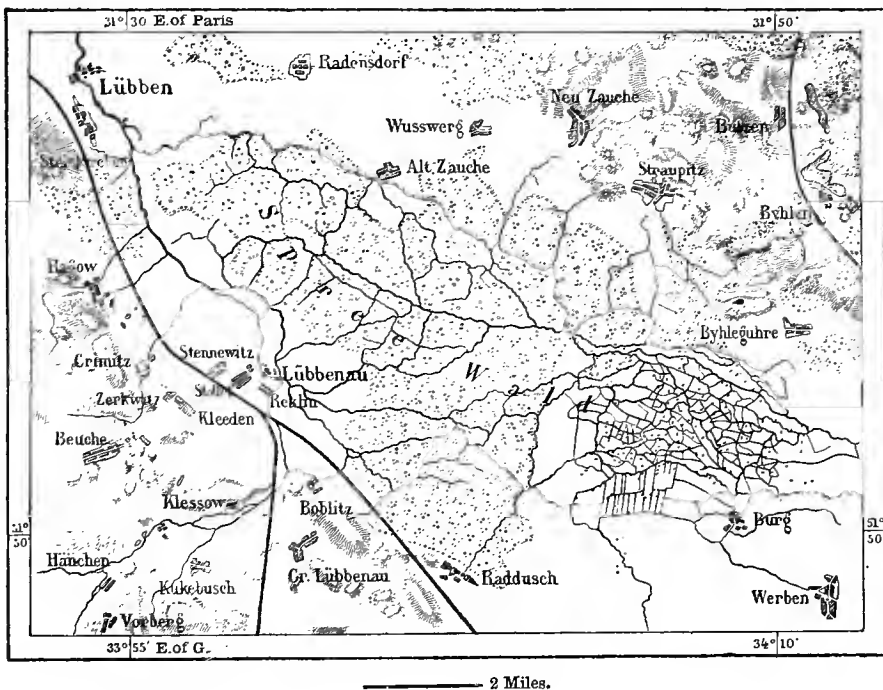 31° 30 E. of Paris
31° 50'
Radensdorf
Lübben
Neu Zauche
Wusswerg
Alt Zauche
Straupitz
Spree Wald
Byhleguhre
Stennewitz
Crimitz
Lübbenau
Zerkwitz
Kleeden
Beuche
Klessow
Boblitz
51° 50'
Burg
51° 50'
Hänchen
Kükebusch
Gr. Lübbenau
Raddusch
Werben
Vorberg
33° 55' E. of G.
34° 10'
2 Miles.